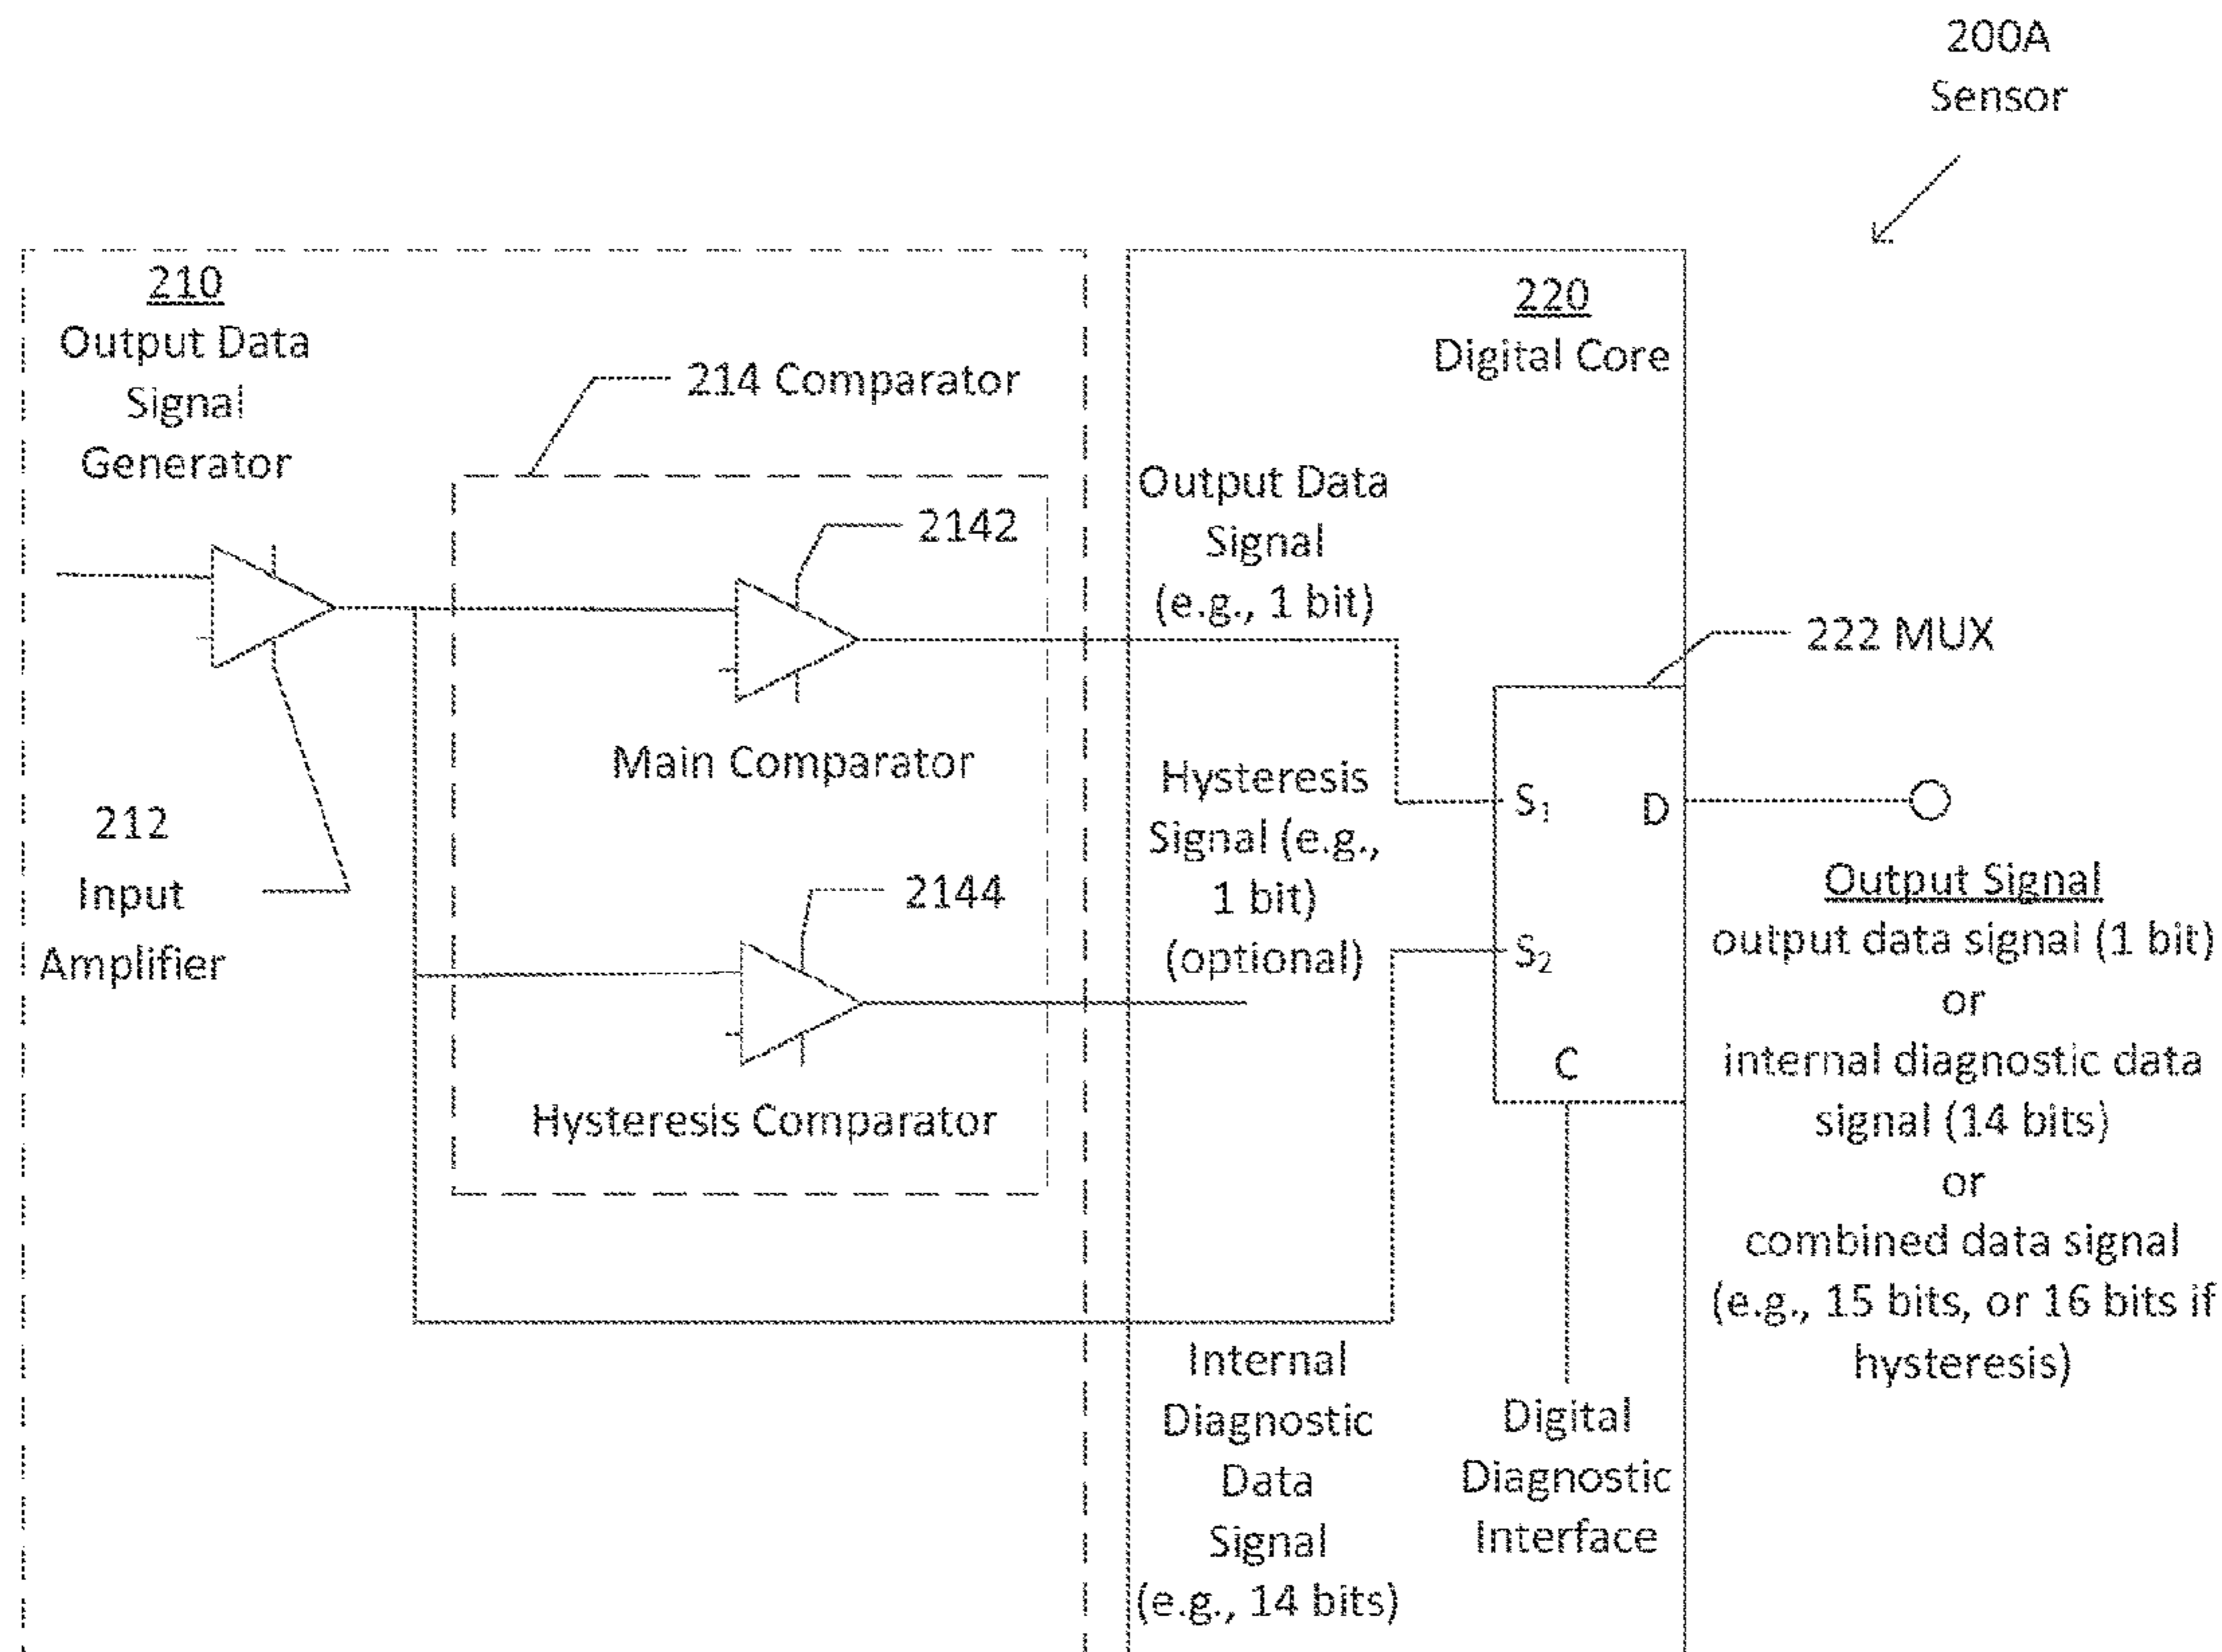 200A
Sensor
210
Output Data
Signal
Generator
214 Comparator
2142
Main Comparator
212
Input
Amplifier
2144
Hysteresis Comparator
220
Digital Core
Output Data
Signal
(e.g., 1 bit)
222 MUX
Hysteresis
Signal (e.g.,
1 bit)
(optional)
S1
D
S2
C
Output Signal
output data signal (1 bit)
or
internal diagnostic data
signal (14 bits)
or
combined data signal
(e.g., 15 bits, or 16 bits if
hysteresis)
Internal
Diagnostic
Data
Signal
(e.g., 14 bits)
Digital
Diagnostic
Interface